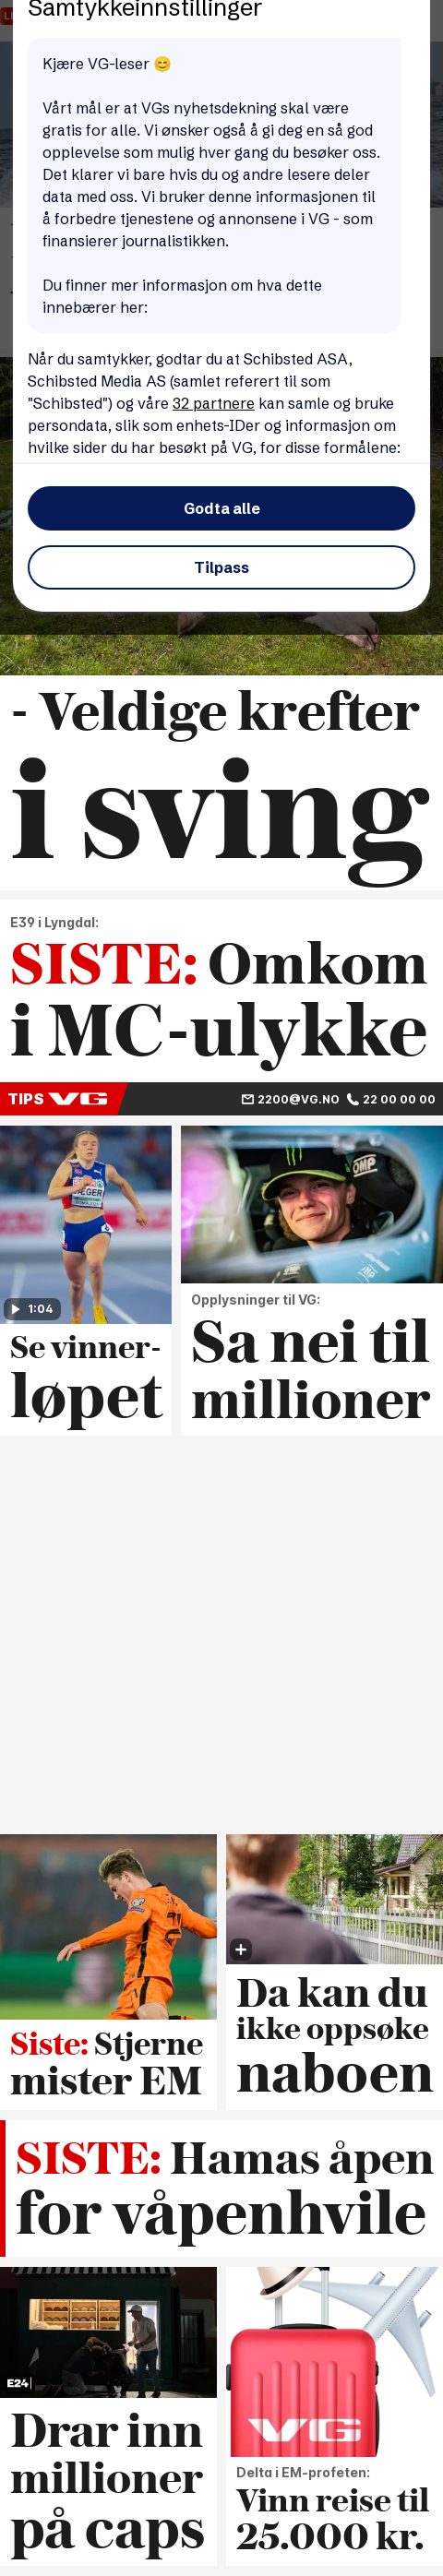 Samtykkeinnstillinger
Kjære VG-leser 😊
Vårt mål er at VGs nyhetsdekning skal være
gratis for alle. Vi ønsker også å gi deg en så god
opplevelse som mulig hver gang du besøker oss.
Det klarer vi bare hvis du og andre lesere deler
data med oss. Vi bruker denne informasjonen til
å forbedre tjenestene og annonsene i VG - som
finansierer journalistikken.
Du finner mer informasjon om hva dette
innebærer her:
Når du samtykker, godtar du at Schibsted ASA,
Schibsted Media AS (samlet referert til som
"Schibsted") og våre 32 partnere kan samle og bruke
persondata, slik som enhets-IDer og informasjon om
hvilke sider du har besøkt på VG, for disse formålene:
Godta alle
Tilpass
- Veldige krefter
i sving
E39 i Lyngdal:
SISTE: Omkom
i MC-ulykke
TIPS VG 2200@VG.NO 22 00 00 00
1:04
Se vinner-
løpet
OMP
Opplysninger til VG:
Sa nei til
millioner
Siste: Stjerne
mister EM
Da kan du
ikke oppsøke
naboen
SISTE: Hamas åpen
for våpenhvile
E24
Drar inn
millioner
på caps
VG
Delta i EM-profeten:
Vinn reise til
25.000 kr.